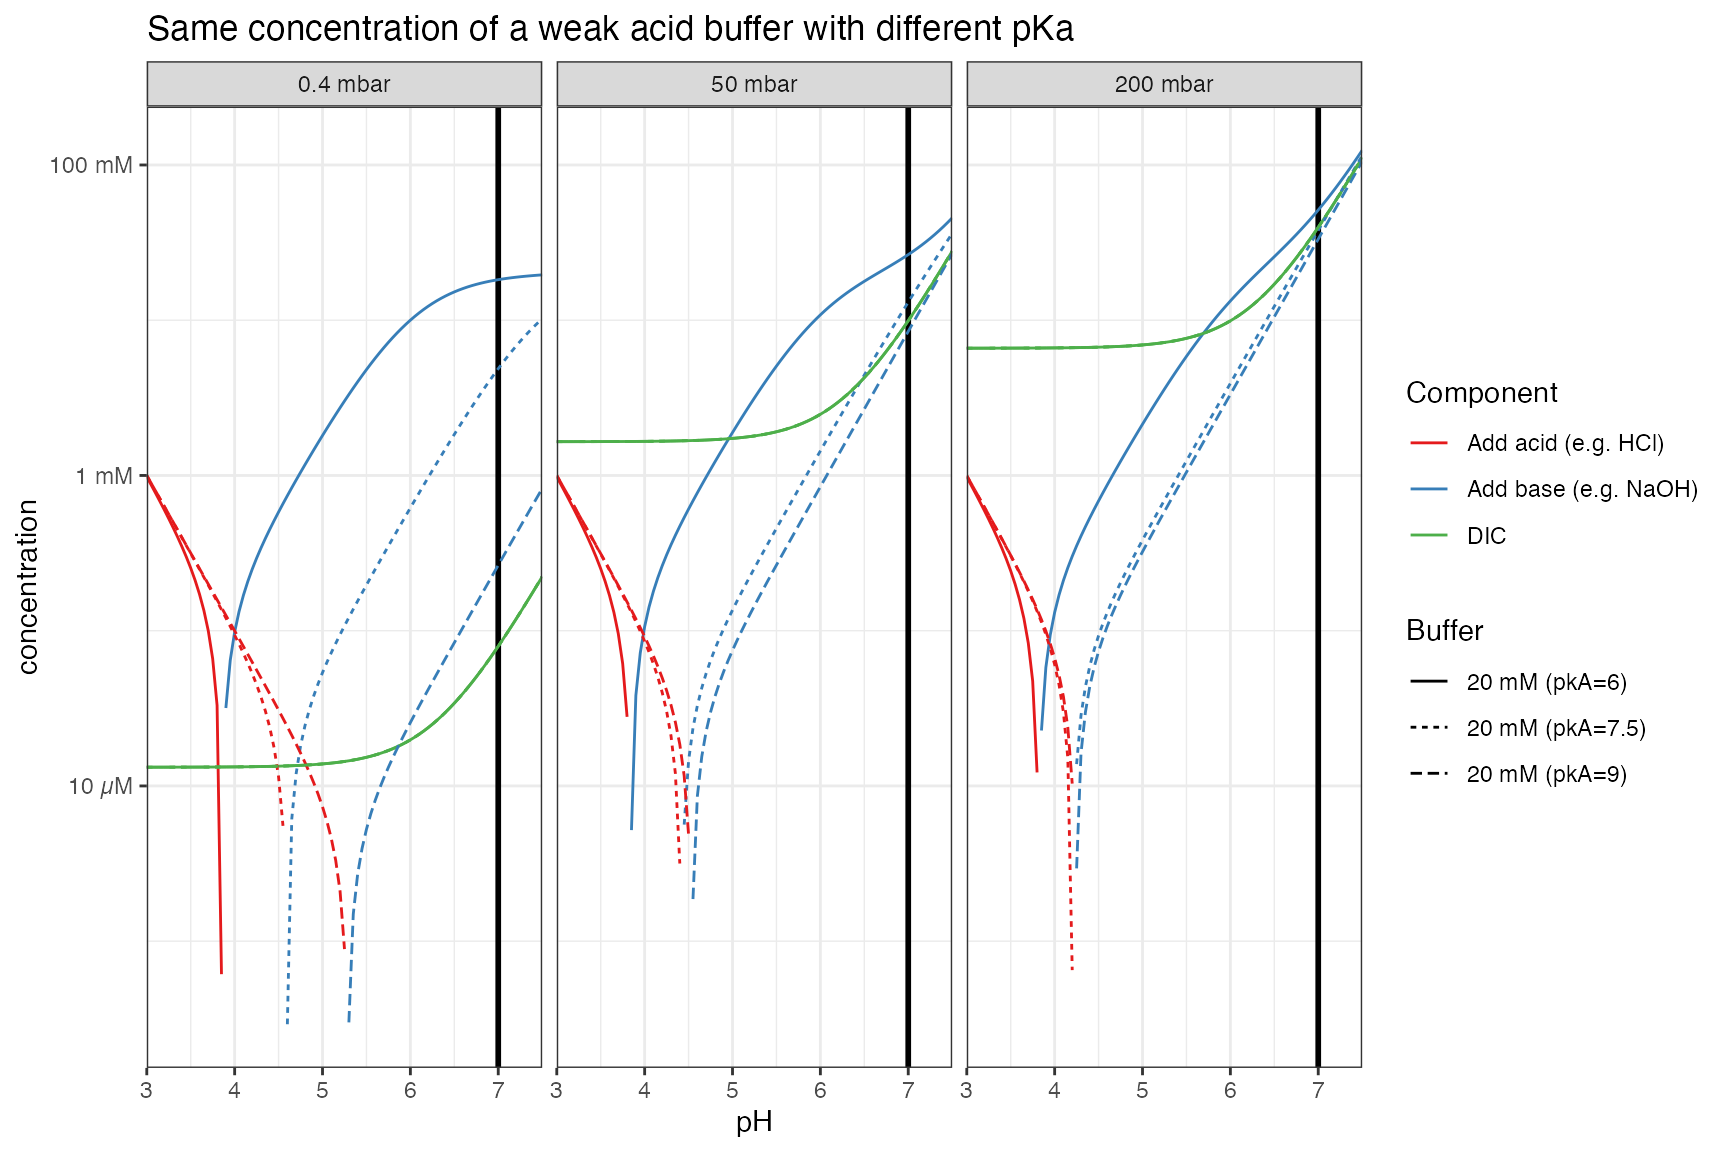 Same concentration of a weak acid buffer with different pKa
0.4 mbar
50 mbar
200 mbar
100 mM
1 mM
10 µM
concentration
3 4 5 6 7
3 4 5 6 7
3 4 5 6 7
pH
Component
Add acid (e.g. HCl)
Add base (e.g. NaOH)
DIC
Buffer
20 mM (pkA=6)
20 mM (pkA=7.5)
20 mM (pkA=9)